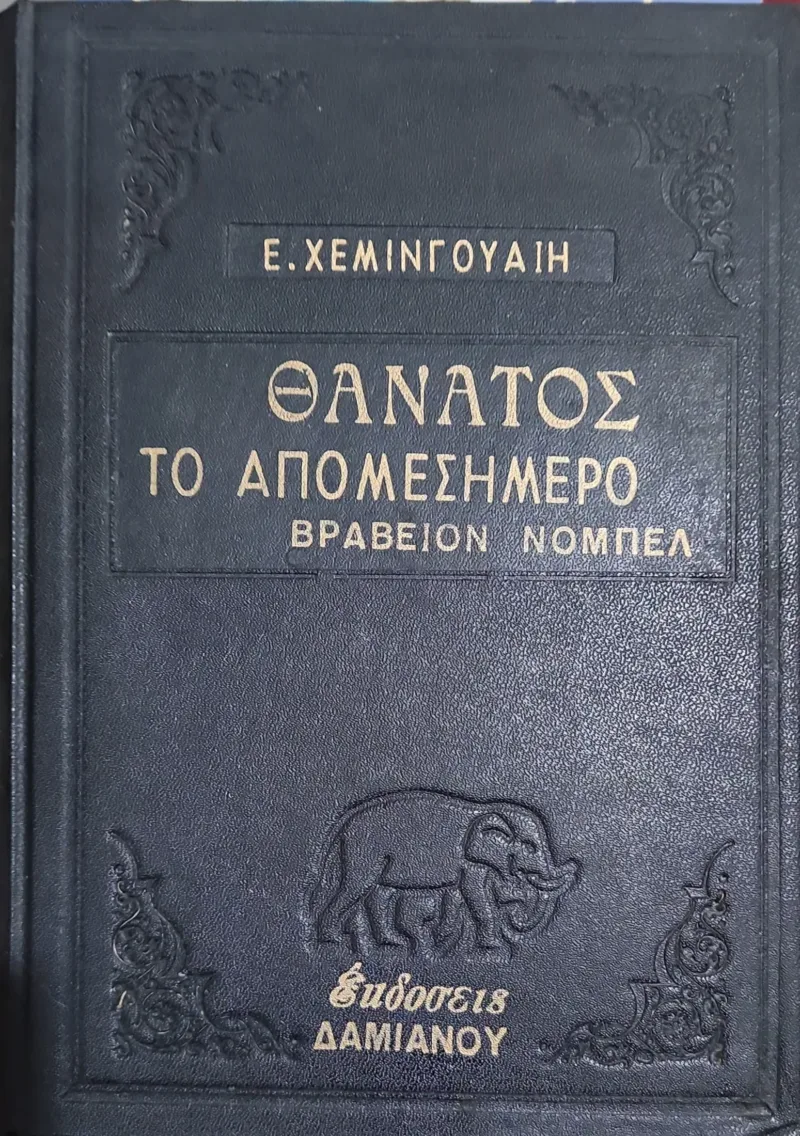 Ε. ΧΕΜΙΝΓΟΥΑΙΗ
ΘΑΝΑΤΟΣ
ΤΟ ΑΠΟΜΕΣΗΜΕΡΟ
ΒΡΑΒΕΙΟΝ ΝΟΜΠΕΛ
Ἐκδοσεις
ΔΑΜΙΑΝΟΥ